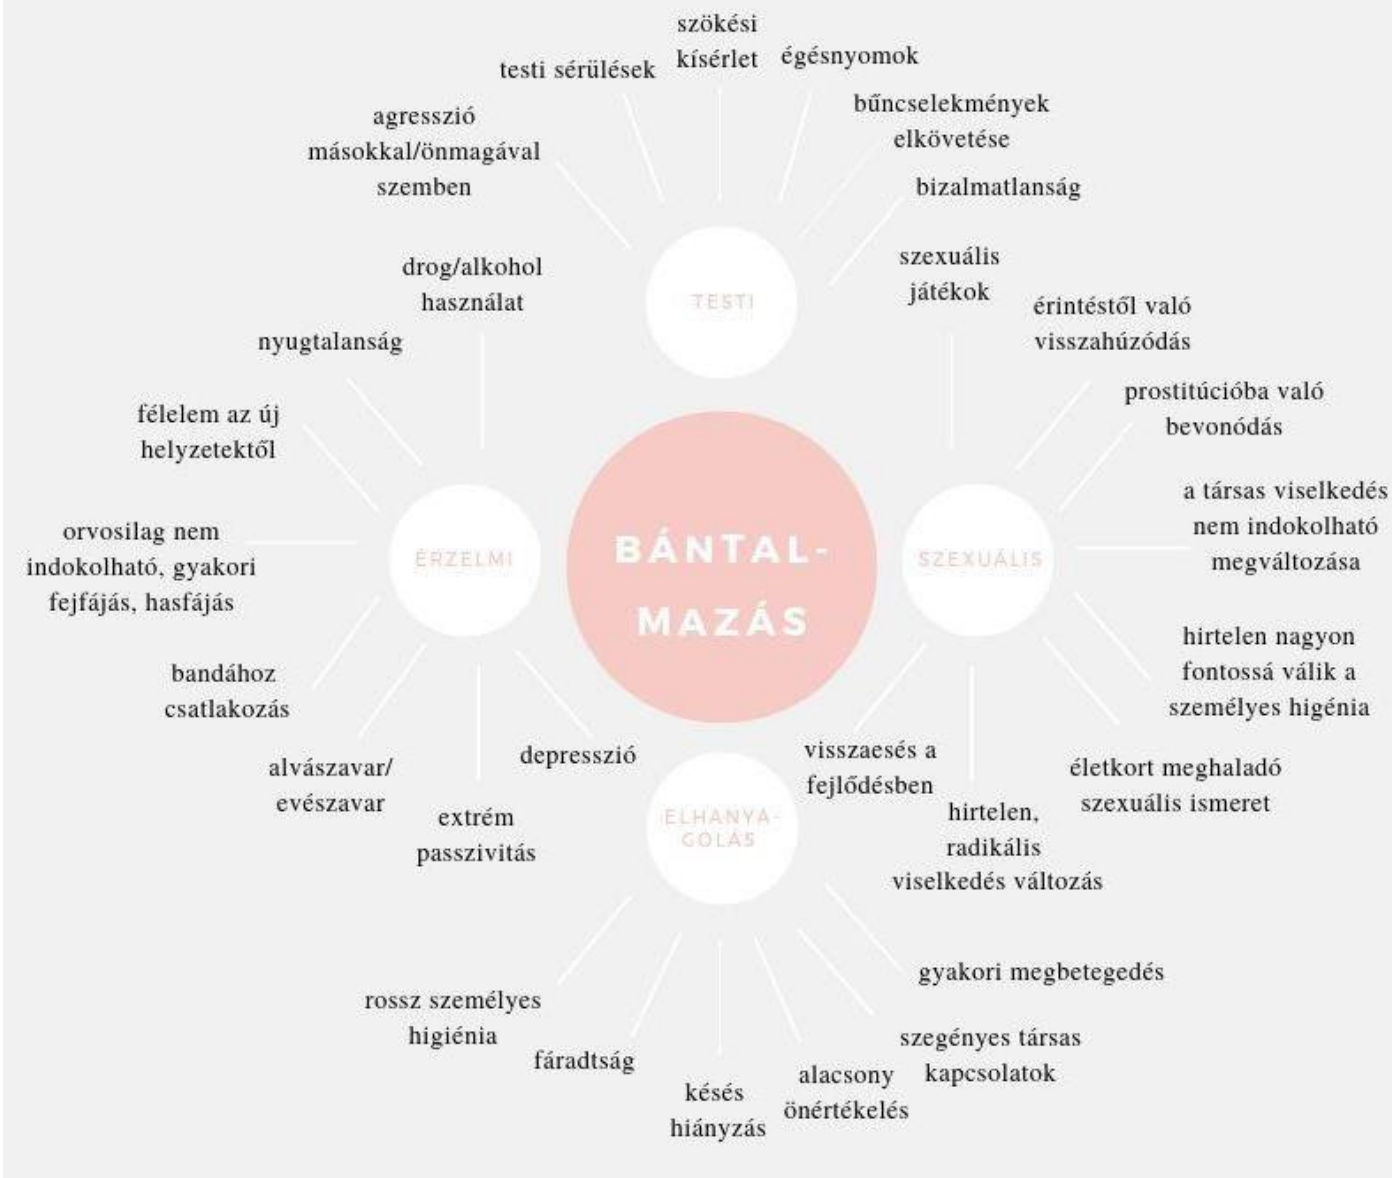 szökési
kísérlet
testi sérülések
égésnyomok
agresszió
másokkal/önmagával
szemben
bűncselekmények
elkövetése
bizalmatlanság
TESTI
drog/alkohol
használat
nyugtalanság
félelem az új
helyzetektől
orvosilag nem
indokolható, gyakori
fejfájás, hasfájás
bandához
csatlakozás
alvászavar/
evészavar
extrém
passzivitás
depresszió
ÉRZELMI
BÁNTAL-
MAZÁS
SZEXUÁLIS
szexuális
játékok
érintéstől való
visszahúzódás
prostitúcióba való
bevonódás
a társas viselkedés
nem indokolható
megváltozása
hirtelen nagyon
fontossá válik a
személyes higénia
életkort meghaladó
szexuális ismeret
hirtelen,
radikális
viselkedés változás
visszaesés a
fejlődésben
ELHANYA-
GOLÁS
rossz személyes
higiénia
fáradtság
késés
hiányzás
alacsony
önértékelés
szegényes társas
kapcsolatok
gyakori megbetegedés